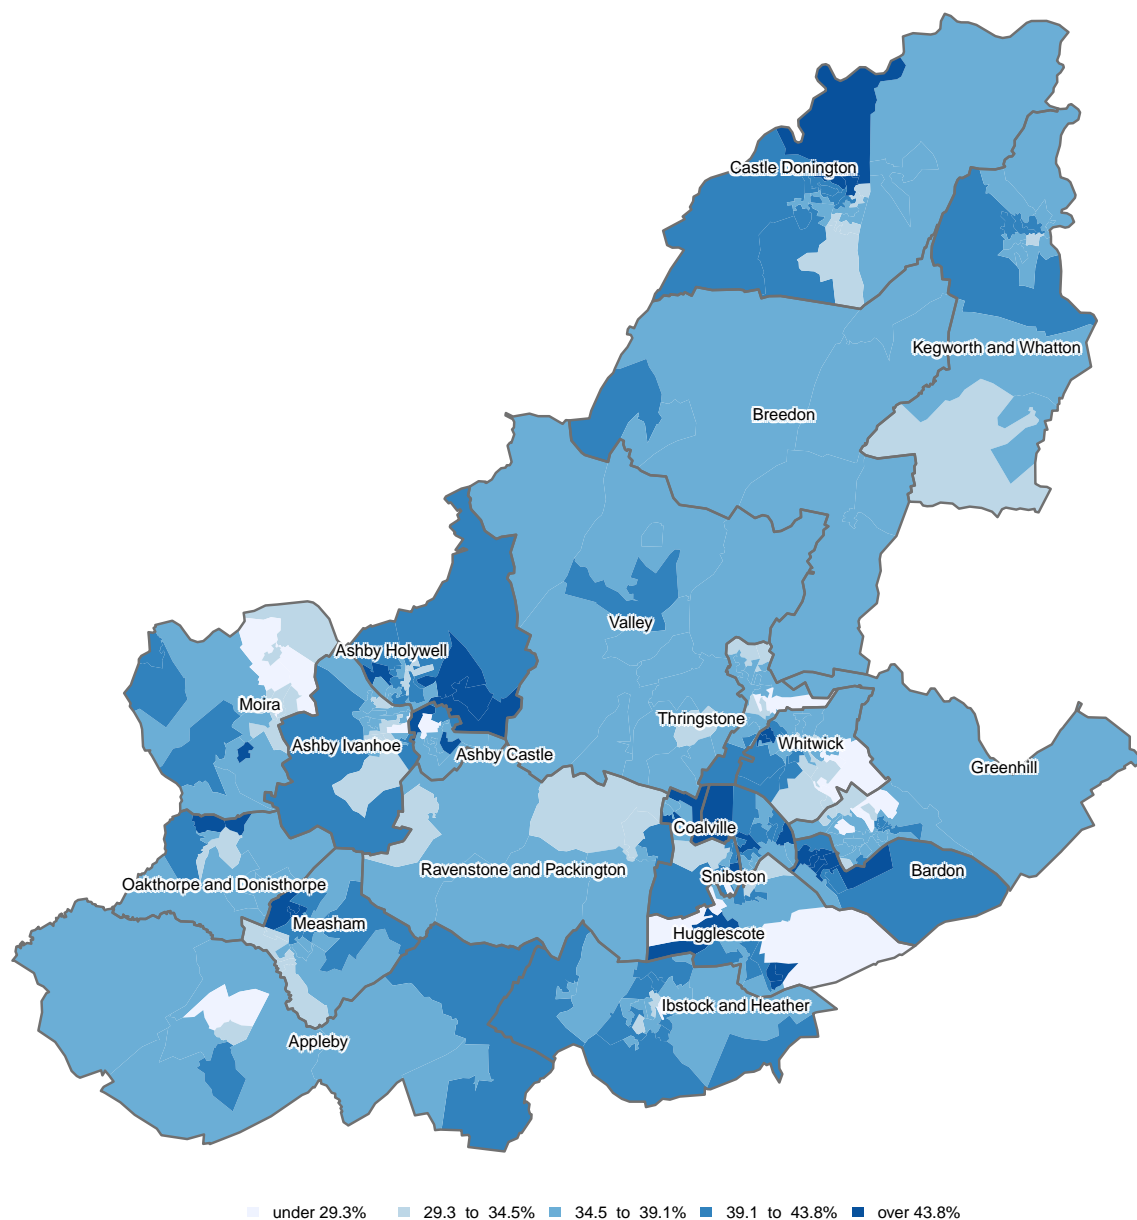 Castle Donington
Kegworth and Whatton
Breedon
Valley
Ashby Holywell
Moira
Thringstone
Ashby Ivanhoe
Whitwick
Ashby Castle
Greenhill
Coalville
Ravenstone and Packington
Bardon
Snibston
Oakthorpe and Donisthorpe
Measham
Hugglescote
Ibstock and Heather
Appleby
under 29.3% 29.3 to 34.5% 34.5 to 39.1% 39.1 to 43.8% over 43.8%